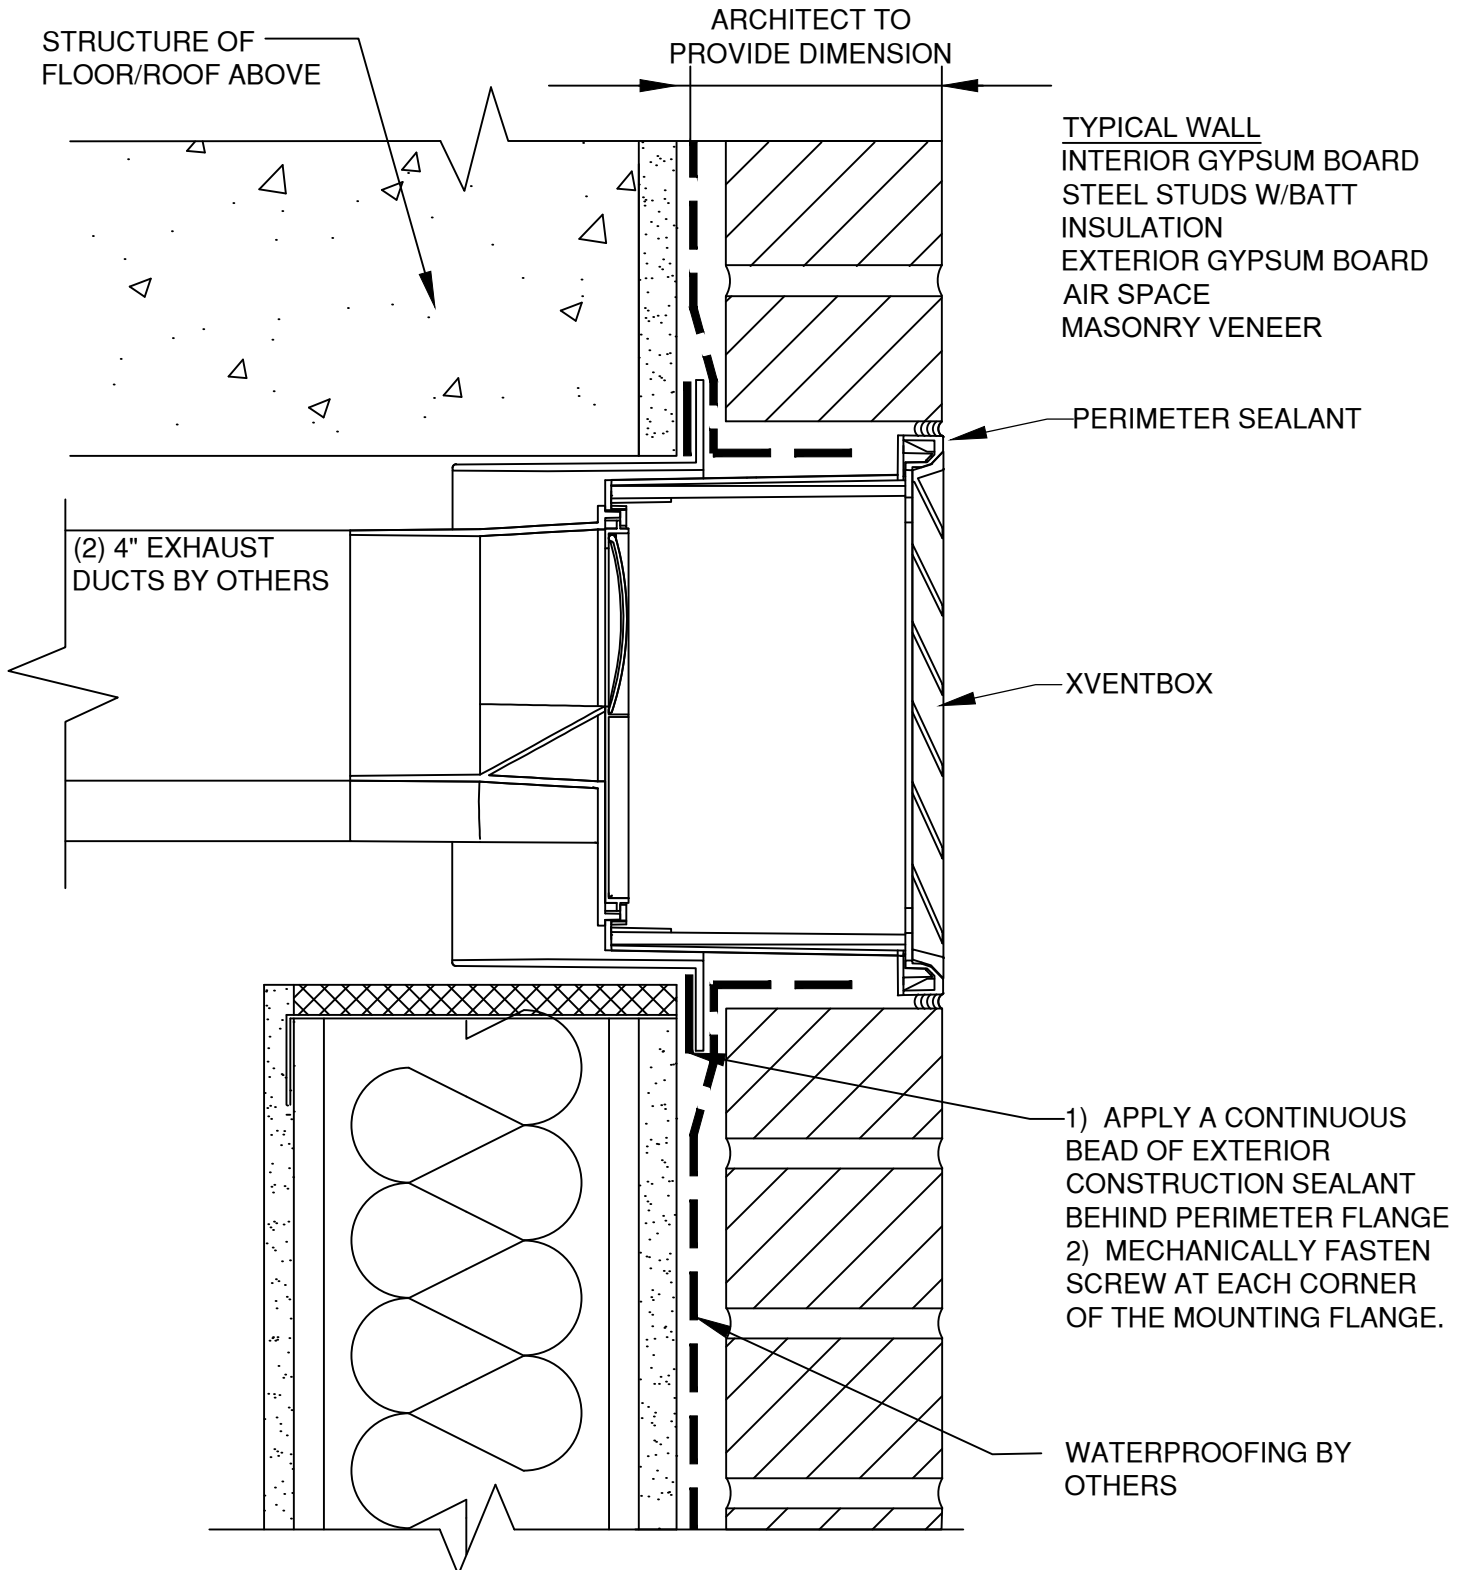 STRUCTURE OF
FLOOR/ROOF ABOVE
ARCHITECT TO
PROVIDE DIMENSION
TYPICAL WALL
INTERIOR GYPSUM BOARD
STEEL STUDS W/BATT
INSULATION
EXTERIOR GYPSUM BOARD
AIR SPACE
MASONRY VENEER
PERIMETER SEALANT
(2) 4" EXHAUST
DUCTS BY OTHERS
XVENTBOX
1) APPLY A CONTINUOUS
BEAD OF EXTERIOR
CONSTRUCTION SEALANT
BEHIND PERIMETER FLANGE
2) MECHANICALLY FASTEN
SCREW AT EACH CORNER
OF THE MOUNTING FLANGE.
WATERPROOFING BY
OTHERS